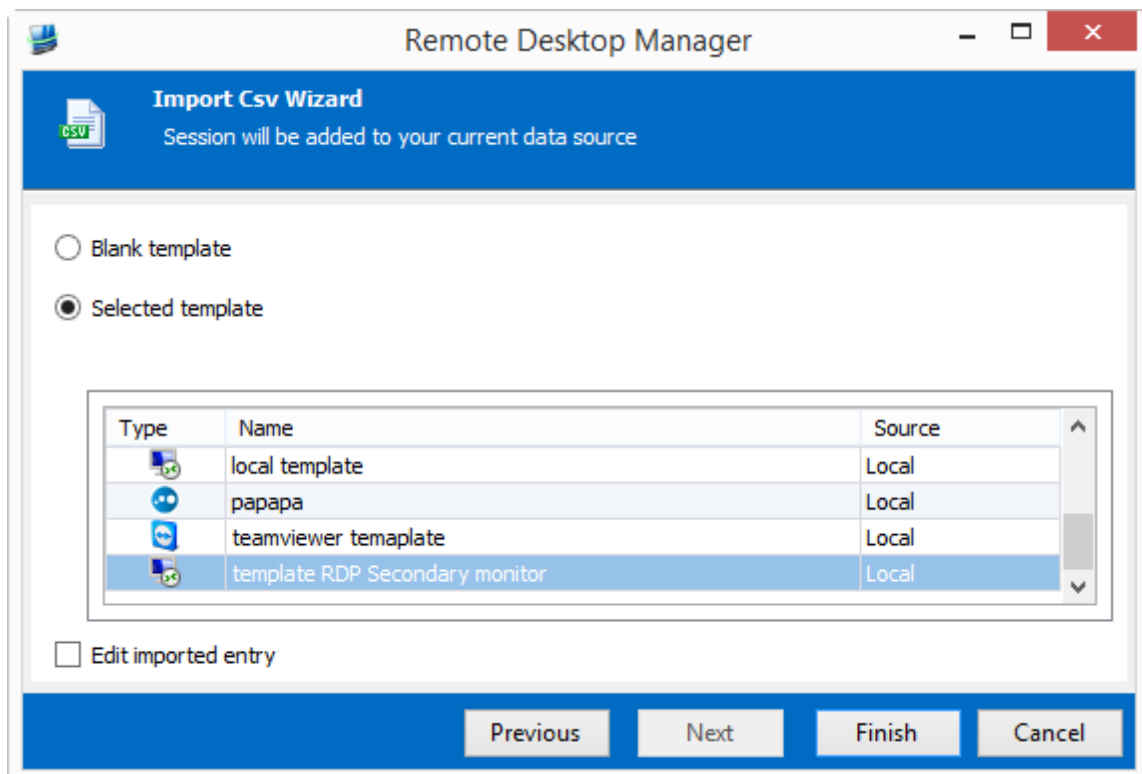 Remote Desktop Manager
Import Csv Wizard
CSV
Session will be added to your current data source
Blank template
Selected template
Type Name Source
local template Local
papapa Local
teamviewer temaplate Local
template RDP Secondary monitor Local
Edit imported entry
Previous Next Finish Cancel